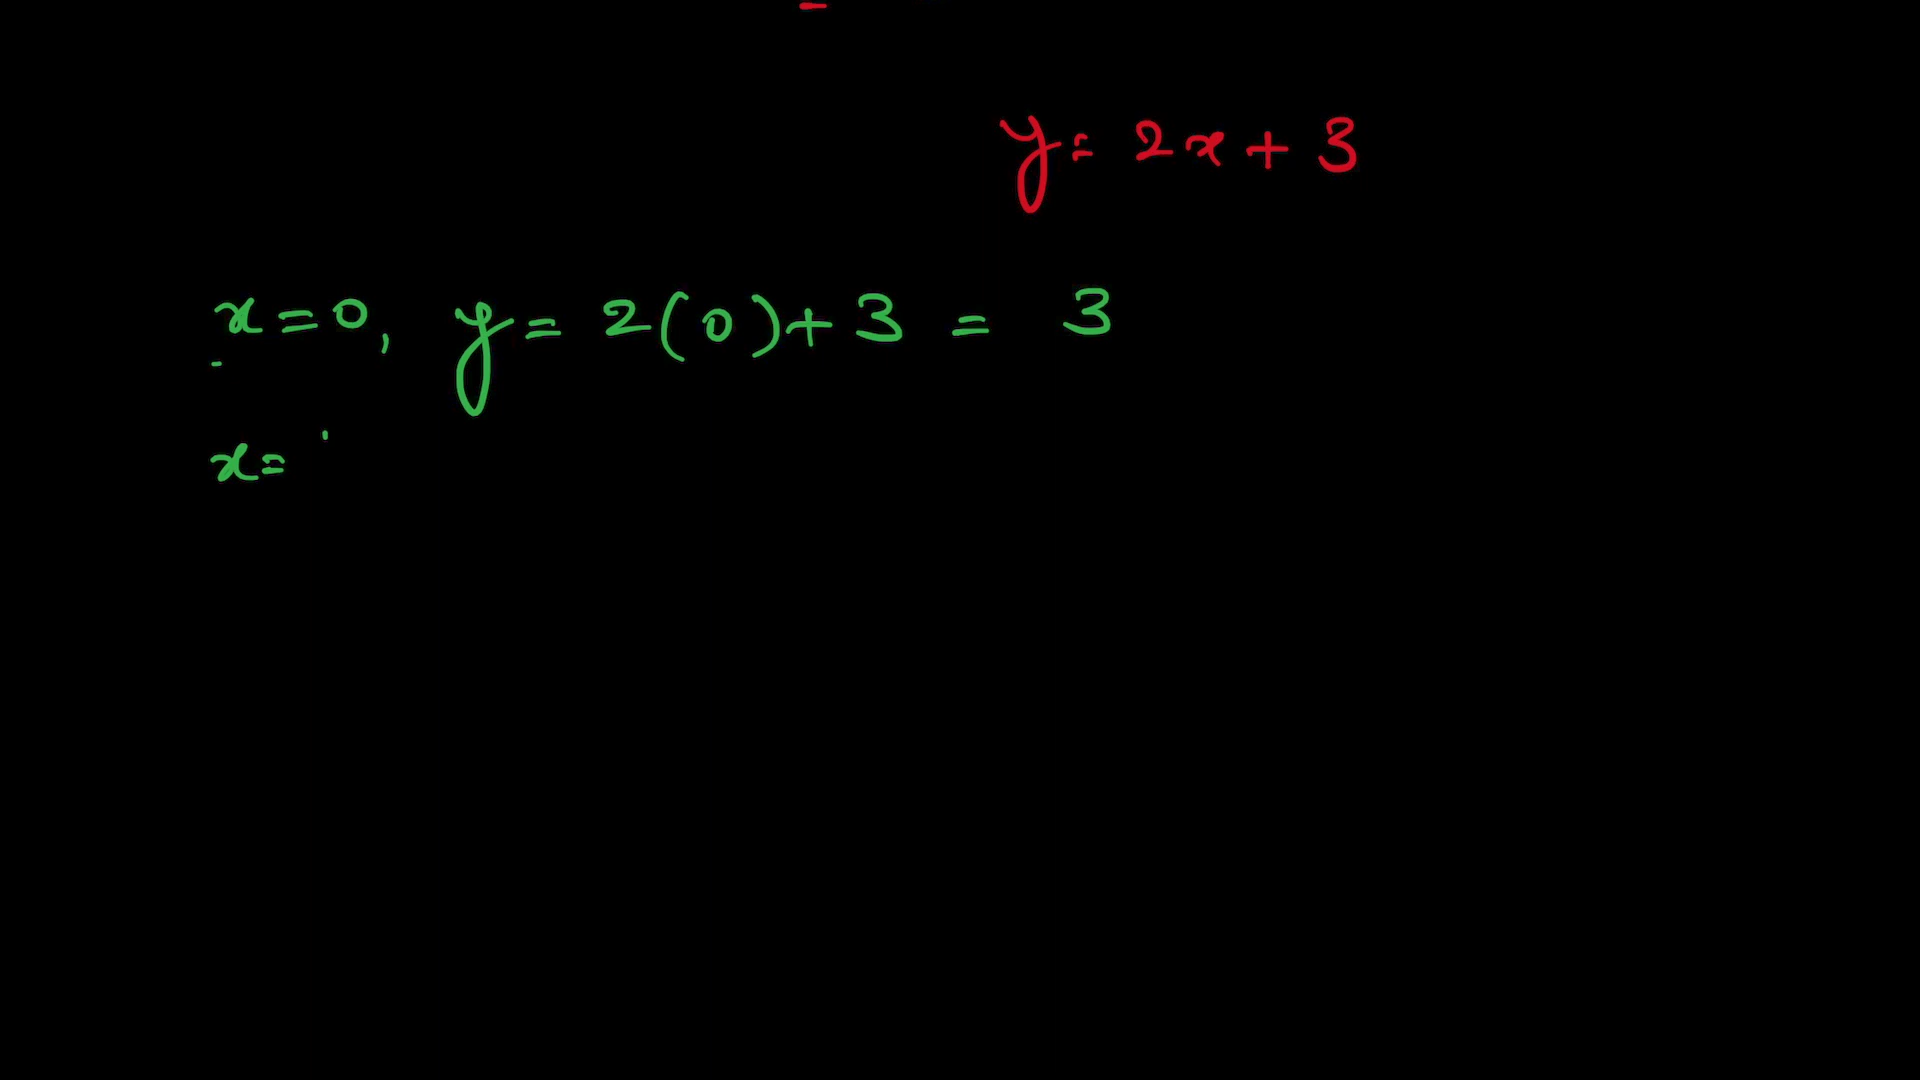 y = 2x + 3
x = 0, y = 2(0) + 3 = 3
x =